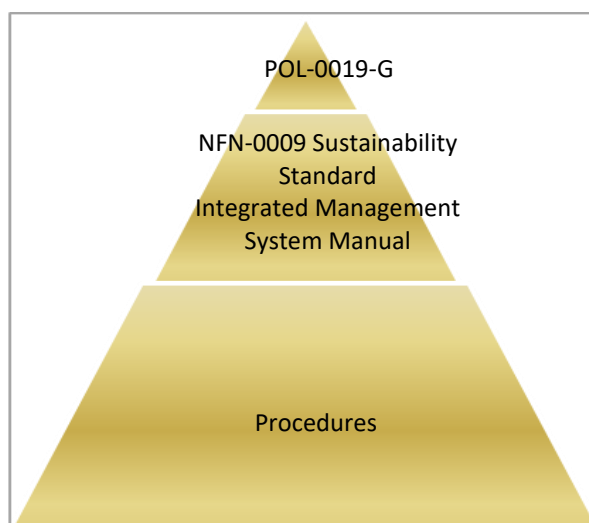 POL-0019-G
NFN-0009 Sustainability
Standard
Integrated Management
System Manual
Procedures